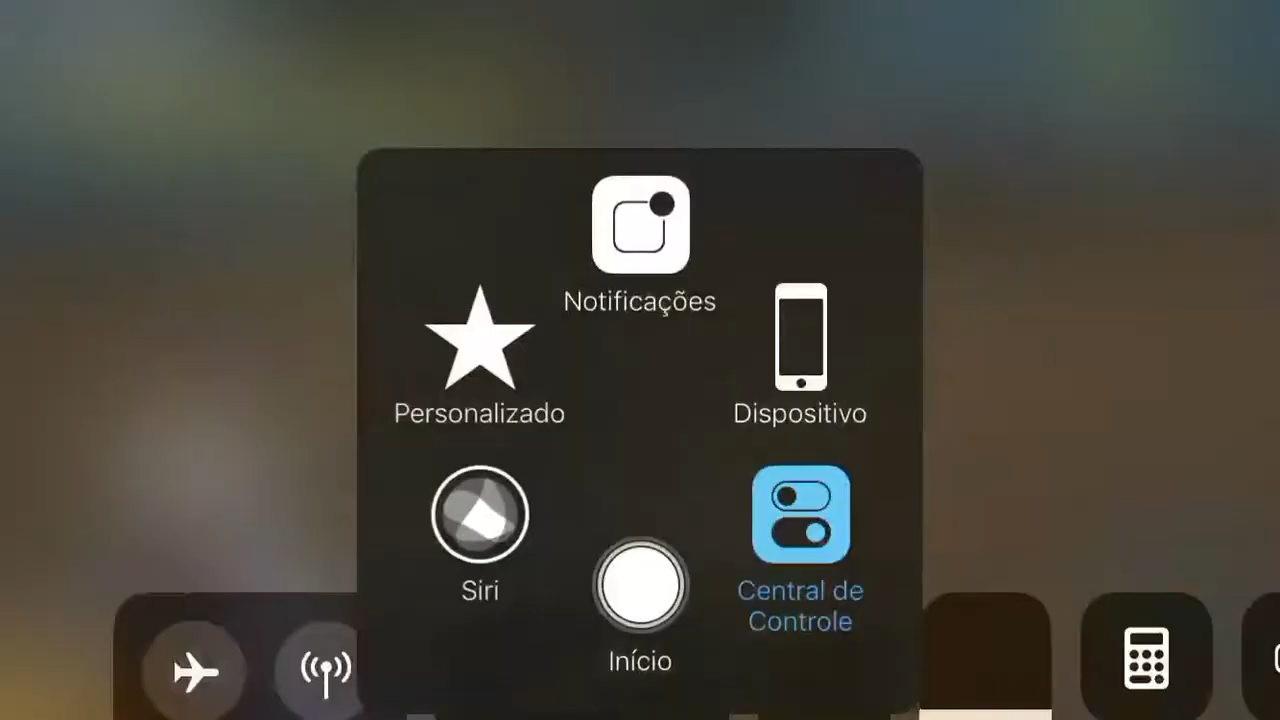 Notificações
Personalizado
Dispositivo
Siri
Central de
Controle
Início